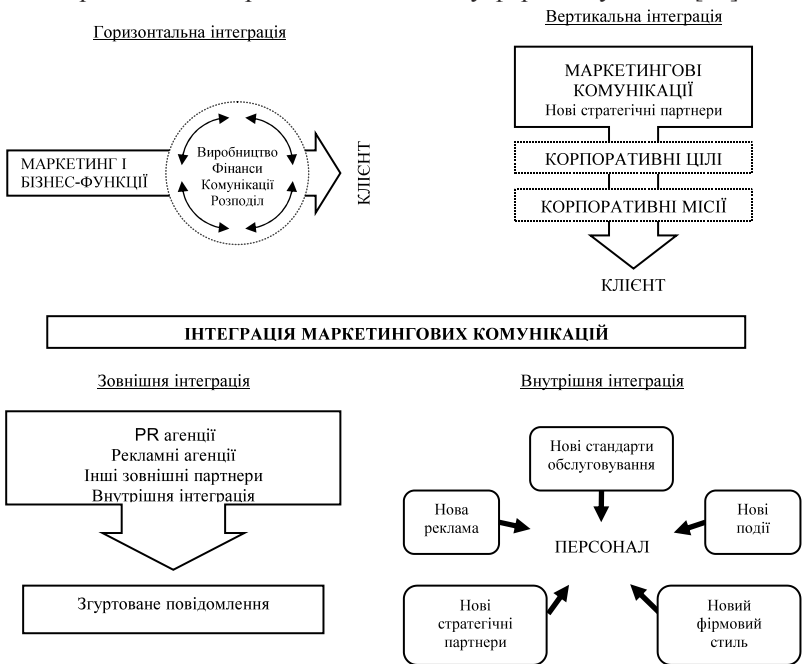 Горизонтальна інтеграція
МАРКЕТИНГ І
БІЗНЕС-ФУНКЦІЇ
Виробництво
Фінанси
Комунікації
Розподіл
КЛІЄНТ
Вертикальна інтеграція
МАРКЕТИНГОВІ
КОМУНІКАЦІЇ
Нові стратегічні партнери
КОРПОРАТИВНІ ЦІЛІ
КОРПОРАТИВНІ МІСІЇ
КЛІЄНТ
ІНТЕГРАЦІЯ МАРКЕТИНГОВИХ КОМУНІКАЦІЙ
Зовнішня інтеграція
PR агенції
Рекламні агенції
Інші зовнішні партнери
Внутрішня інтеграція
Згуртоване повідомлення
Внутрішня інтеграція
Нові стандарти
обслуговування
Нова
реклама
Нові
події
ПЕРСОНАЛ
Нові
стратегічні
партнери
Новий
фірмовий
стиль